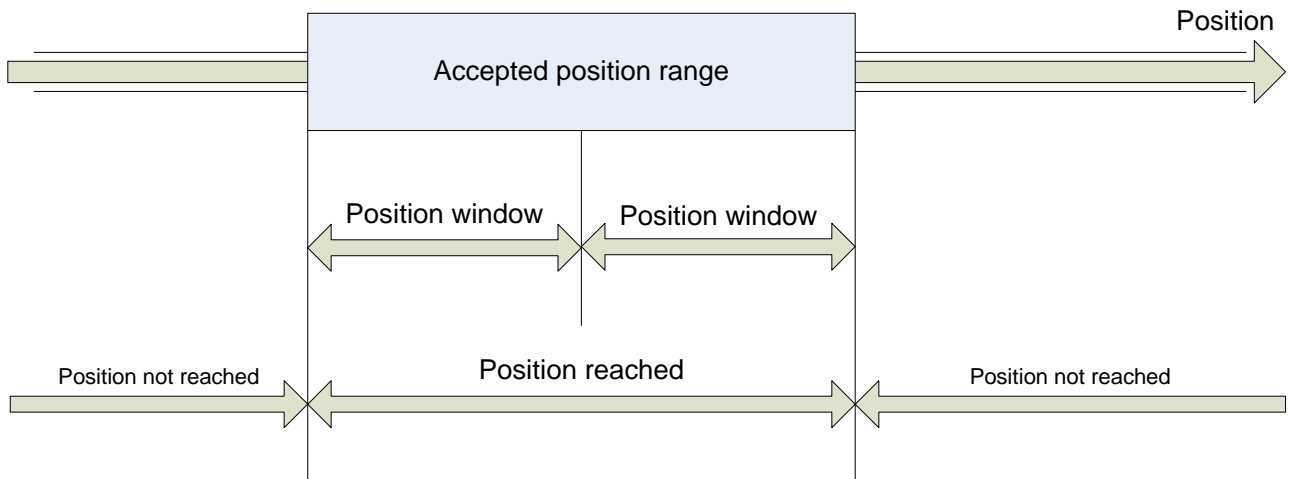 Position
Accepted position range
Position window
Position window
Position not reached
Position reached
Position not reached